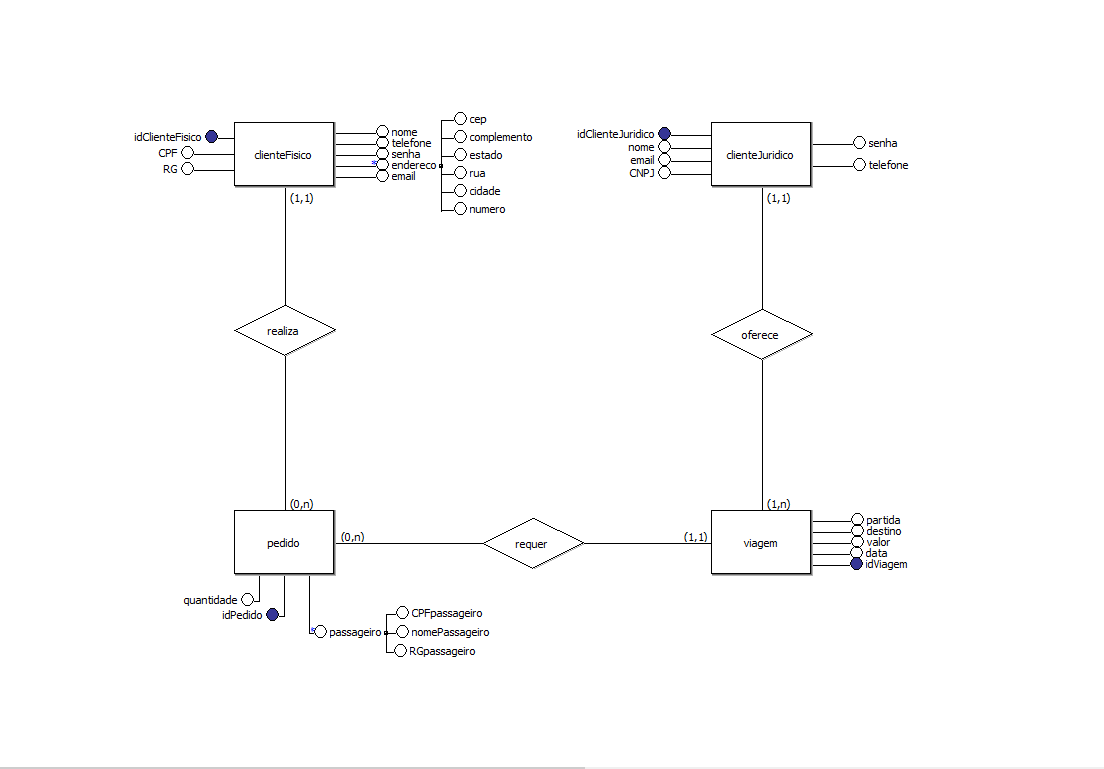 idClienteFisico
CPF
RG
clienteFisico
nome
telefone
senha
endereco
email
cep
complemento
estado
rua
cidade
numero
idClienteJuridico
nome
email
CNPJ
clienteJuridico
senha
telefone
(1,1)
(1,1)
realiza
oferece
(0,n)
(1,n)
pedido
(0,n)
requer
(1,1)
viagem
partida
destino
valor
data
idViagem
quantidade
idPedido
passageiro
CPFpassageiro
nomePassageiro
RGpassageiro